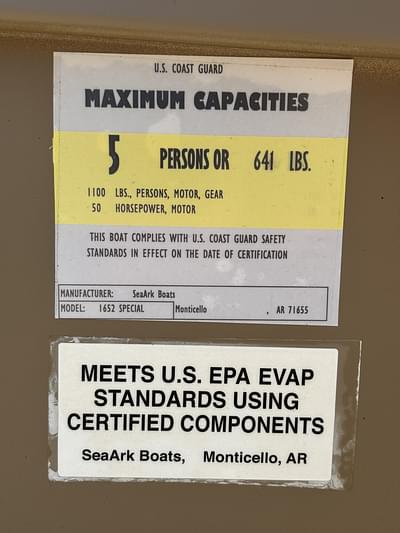 U.S. COAST GUARD
MAXIMUM CAPACITIES
5 PERSONS OR 641 LBS.
1100 LBS., PERSONS, MOTOR, GEAR
50 HORSEPOWER, MOTOR
THIS BOAT COMPLIES WITH U.S. COAST GUARD SAFETY
STANDARDS IN EFFECT ON THE DATE OF CERTIFICATION
MANUFACTURER: SeaArk Boats
MODEL: 1652 SPECIAL Monticello , AR 71655
MEETS U.S. EPA EVAP
STANDARDS USING
CERTIFIED COMPONENTS
SeaArk Boats, Monticello, AR